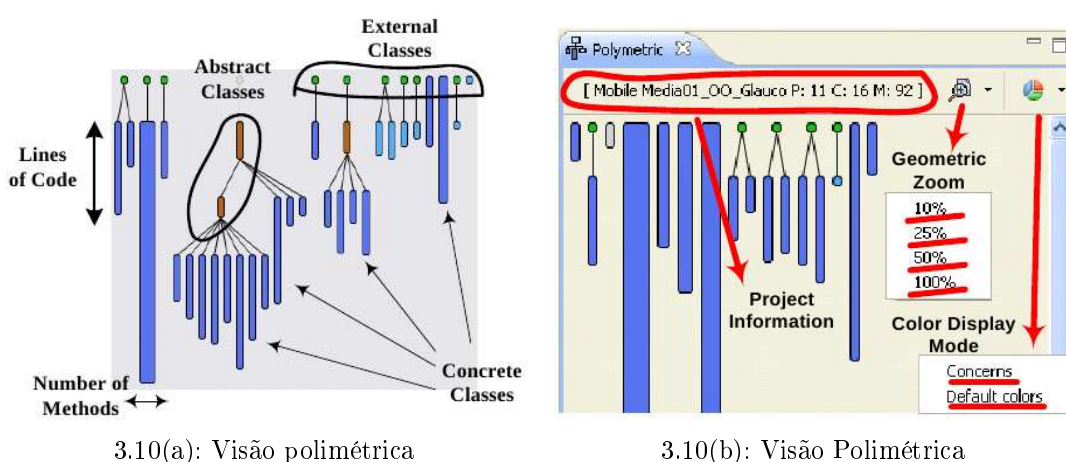 External
Classes
Abstract
Classes
Lines
of Code
Number of
Methods
Concrete
Classes
3.10(a): Visão polimétrica
Polymetric
[ Mobile Media01_OO_Glauco P: 11 C: 16 M: 92 ]
Geometric
Zoom
10%
25%
50%
100%
Project
Information
Color Display
Mode
Concerns
Default colors
3.10(b): Visão Polimétrica